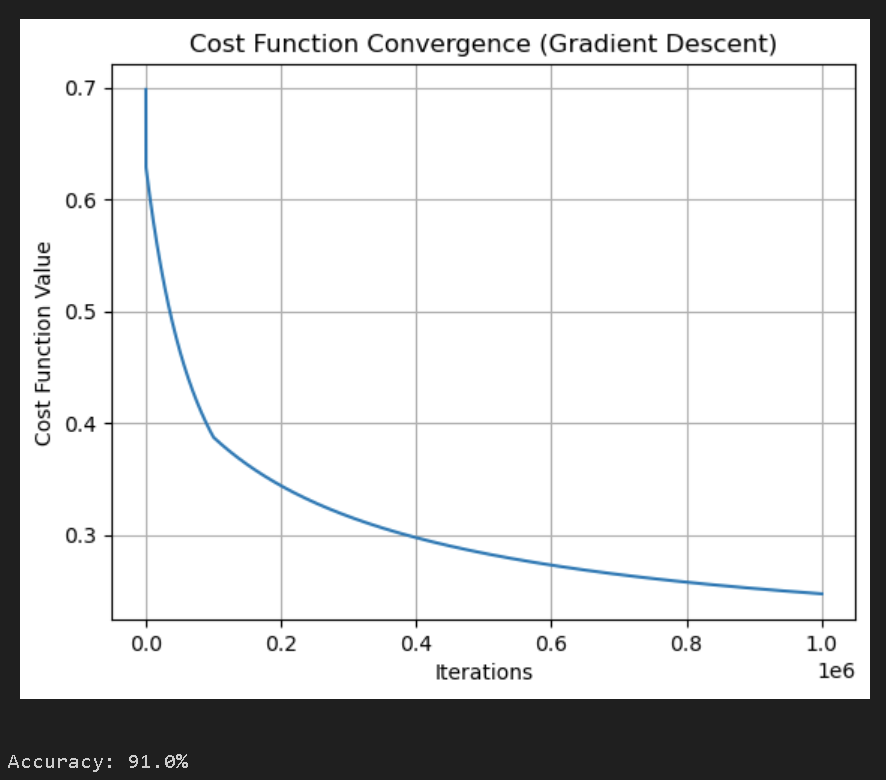 Cost Function Convergence (Gradient Descent)
0.7
0.6
0.5
0.4
0.3
Cost Function Value
0.0 0.2 0.4 0.6 0.8 1.0
1e6
Iterations
Accuracy: 91.0%